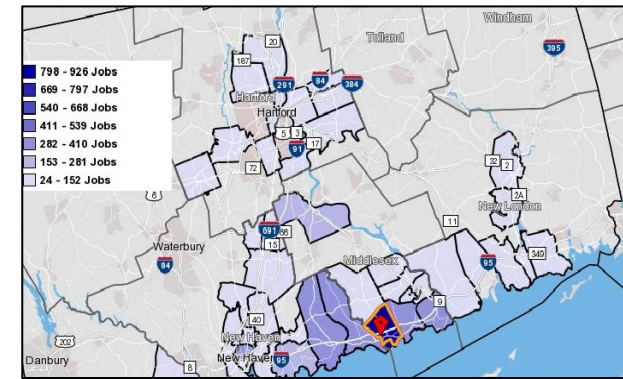 Windham
20
Tolland
395
187
798 - 926 Jobs
669 - 797 Jobs
540 - 668 Jobs
411 - 539 Jobs
282 - 410 Jobs
153 - 281 Jobs
24 - 152 Jobs
291
84
384
Hartford
Hartford
5
3
91
17
72
32
2
6
2A
New London
11
691
66
15
Waterbury
Middlesex
84
95
349
9
40
New Haven
New Haven
95
202
Danbury
8